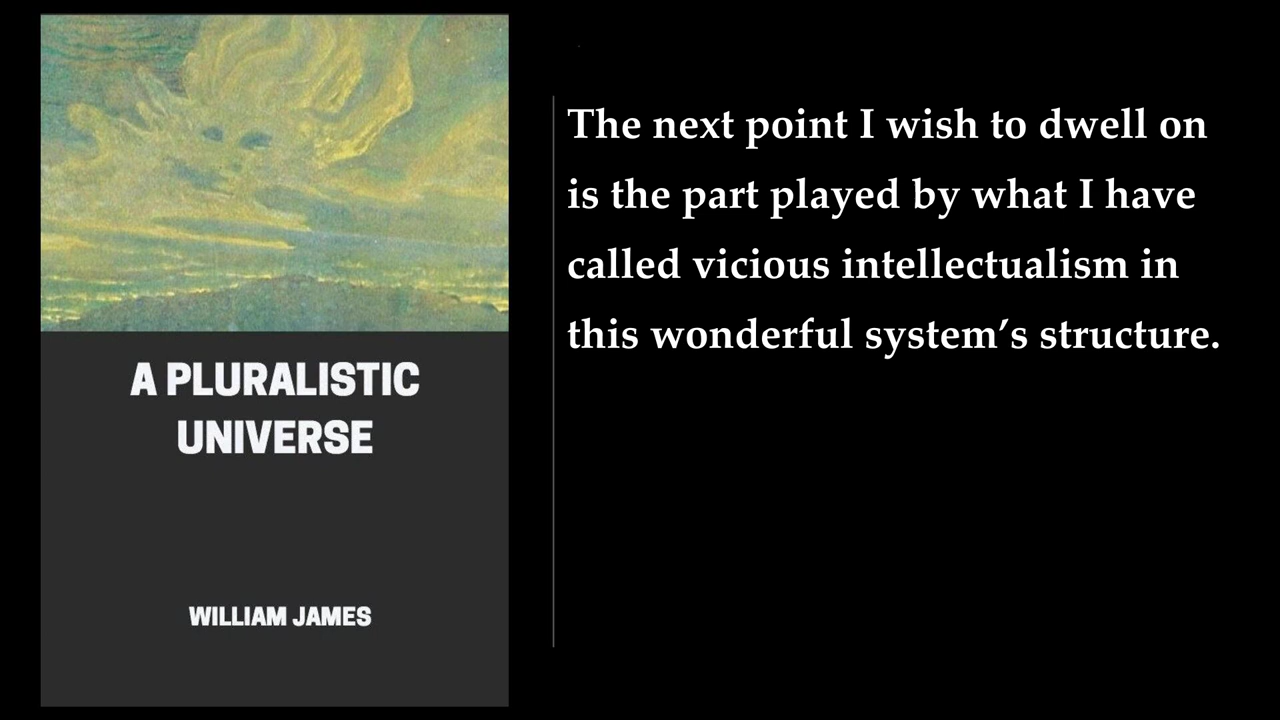 A PLURALISTIC
UNIVERSE
WILLIAM JAMES
The next point I wish to dwell on
is the part played by what I have
called vicious intellectualism in
this wonderful system’s structure.